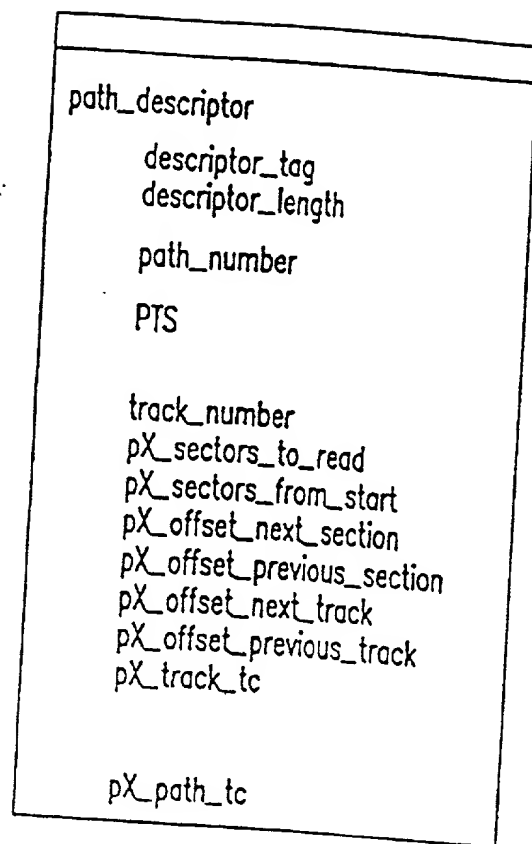 path_descriptor
descriptor_tag
descriptor_length
path_number
PTS
track_number
pX_sectors_to_read
pX_sectors_from_start
pX_offset_next_section
pX_offset_previous_section
pX_offset_next_track
pX_offset_previous_track
pX_track_tc
pX_path_tc